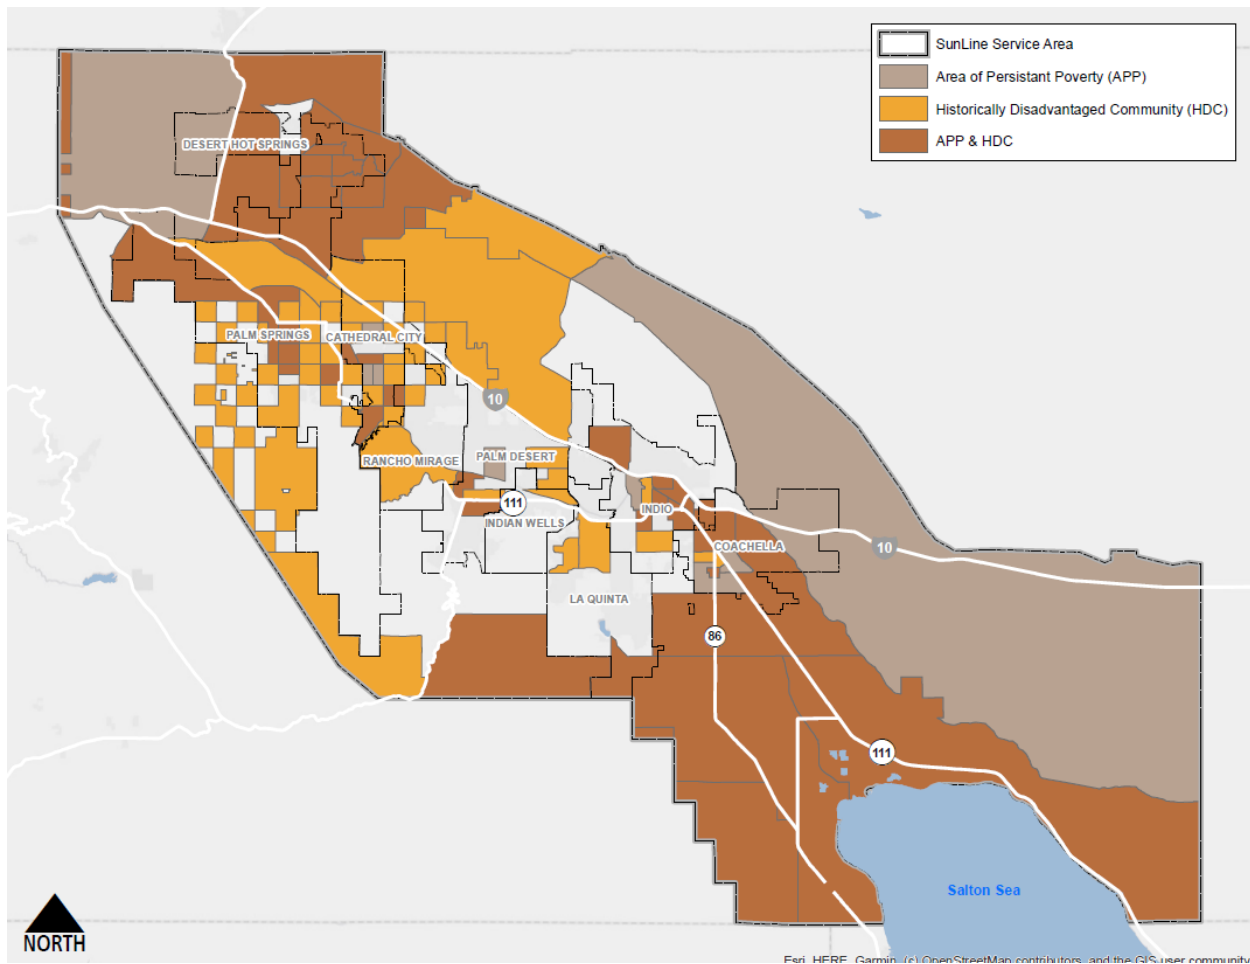 SunLine Service Area
Area of Persistant Poverty (APP)
Historically Disadvantaged Community (HDC)
APP & HDC
DESERT HOT SPRINGS
PALM SPRINGS
CATHEDRAL CITY
10
RANCHO MIRAGE
PALM DESERT
111
INDIAN WELLS
INDIO
COACHELLA
10
LA QUINTA
86
111
Salton Sea
NORTH
Esri, HERE, Garmin, (c) OpenStreetMap contributors, and the GIS user community